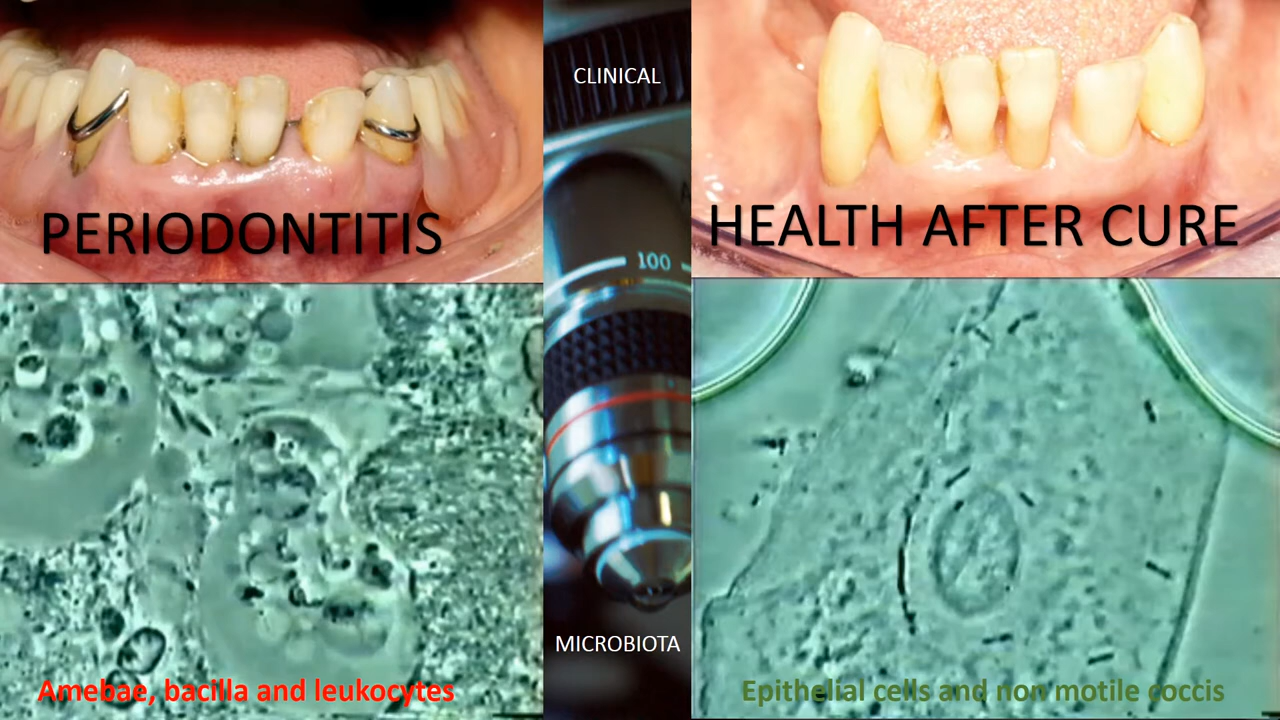 CLINICAL
PERIODONTITIS
HEALTH AFTER CURE
100
MICROBIOTA
Amebae, bacilla and leukocytes
Epithelial cells and non motile coccis